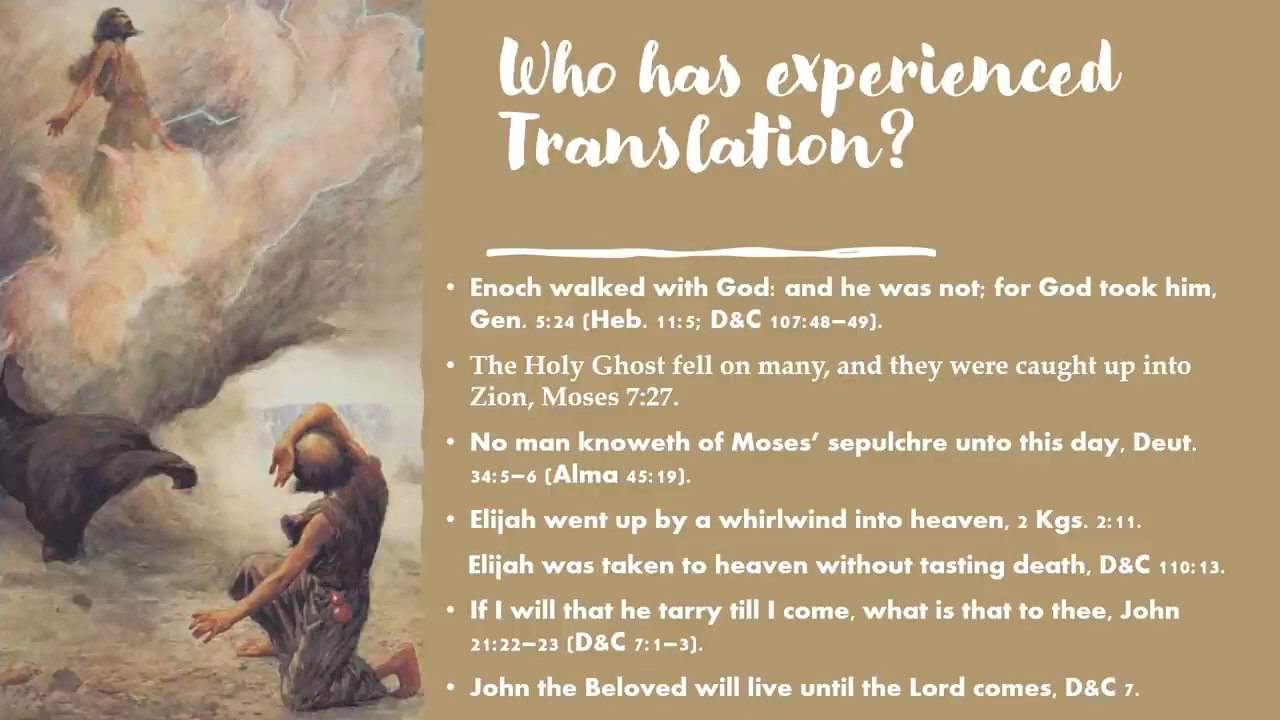 Who has experienced
Translation?
• Enoch walked with God: and he was not; for God took him,
Gen. 5:24 (Heb. 11:5; D&C 107:48–49).
• The Holy Ghost fell on many, and they were caught up into
Zion, Moses 7:27.
• No man knoweth of Moses’ sepulchre unto this day, Deut.
34:5–6 (Alma 45:19).
• Elijah went up by a whirlwind into heaven, 2 Kgs. 2:11.
Elijah was taken to heaven without tasting death, D&C 110:13.
• If I will that he tarry till I come, what is that to thee, John
21:22–23 (D&C 7:1–3).
• John the Beloved will live until the Lord comes, D&C 7.